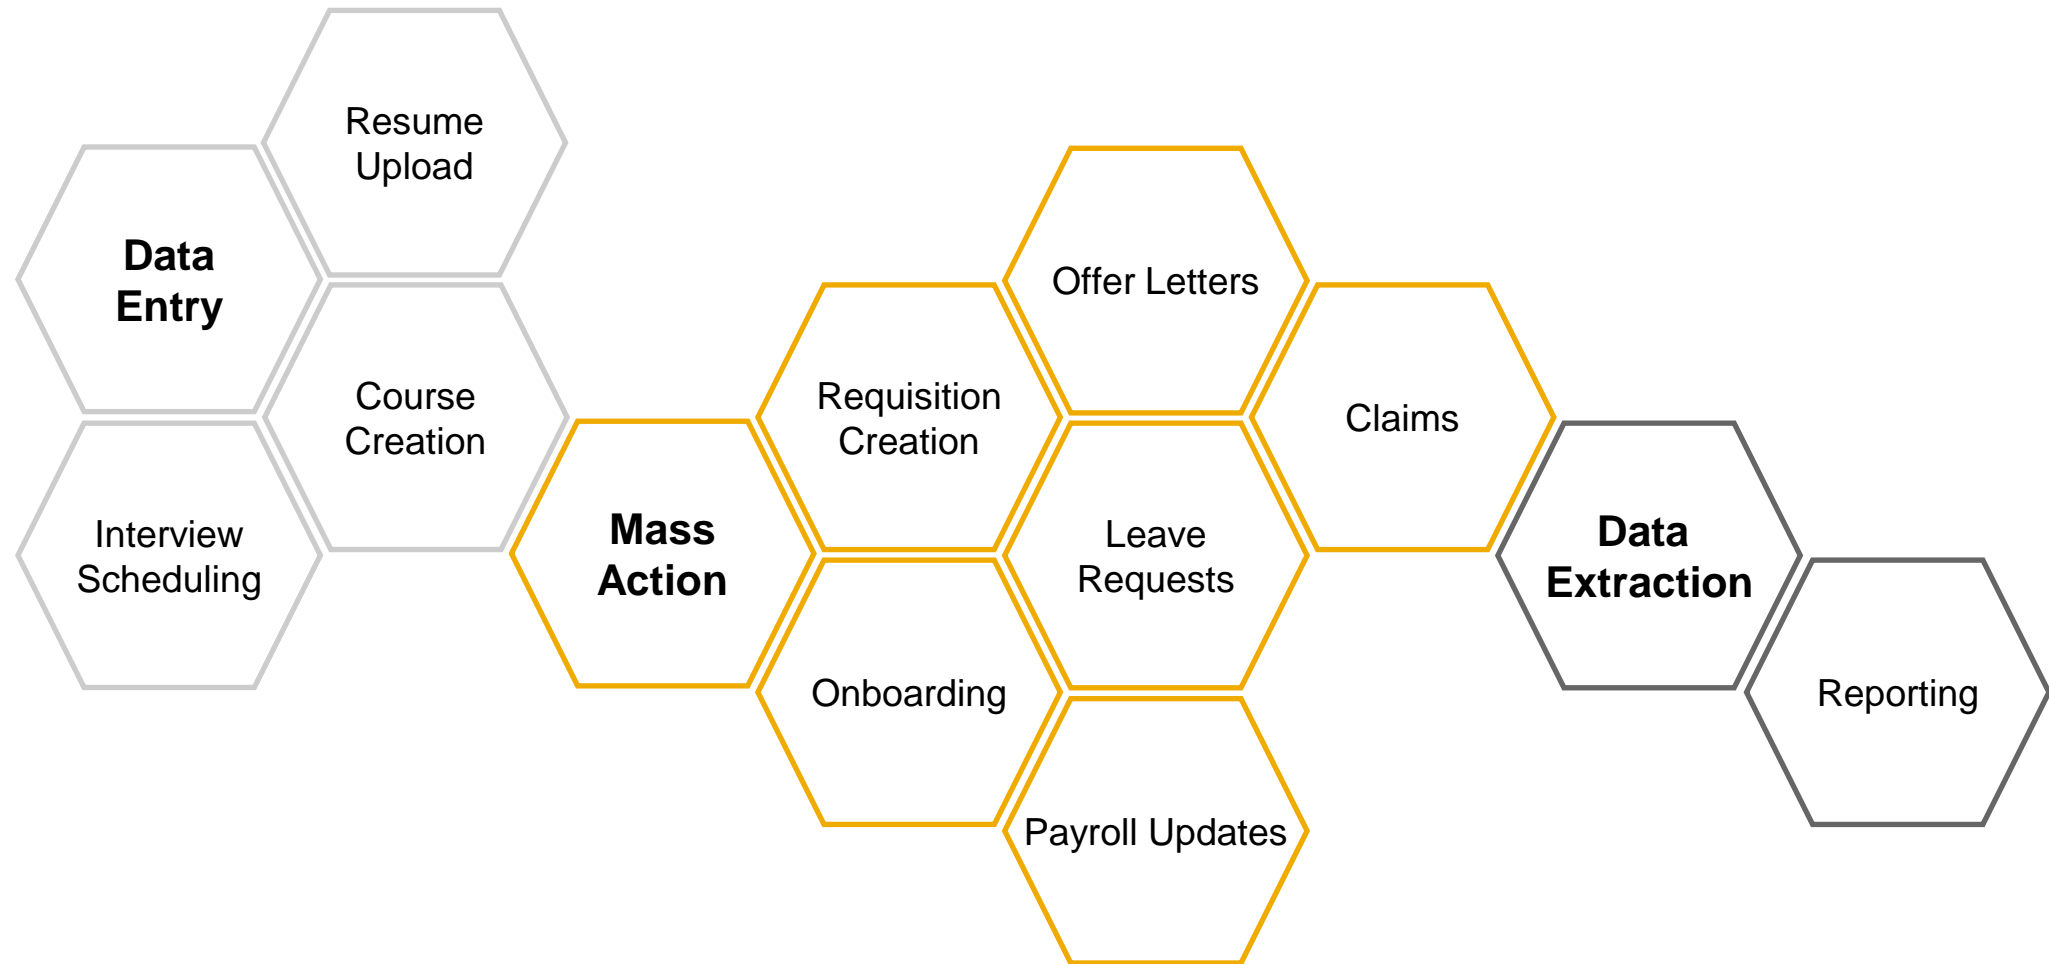 Resume
Upload
Data
Entry
Course
Creation
Interview
Scheduling
Mass
Action
Requisition
Creation
Onboarding
Offer Letters
Leave
Requests
Payroll Updates
Claims
Data
Extraction
Reporting